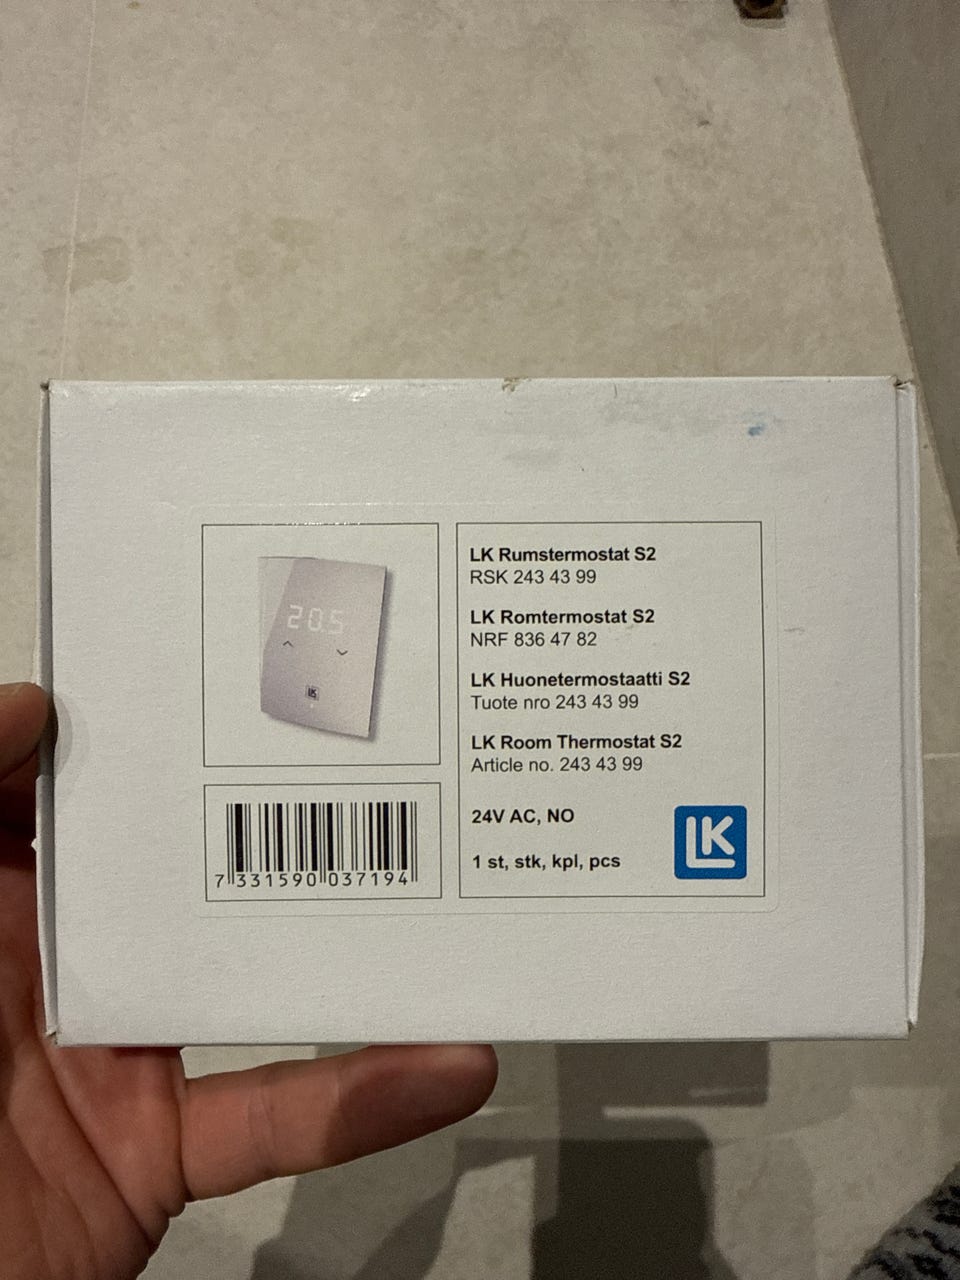 20.5
LK
7 331590 037194
LK Rumstermostat S2
RSK 243 43 99
LK Romtermostat S2
NRF 836 47 82
LK Huonetermostaatti S2
Tuote nro 243 43 99
LK Room Thermostat S2
Article no. 243 43 99
24V AC, NO
1 st, stk, kpl, pcs
LK